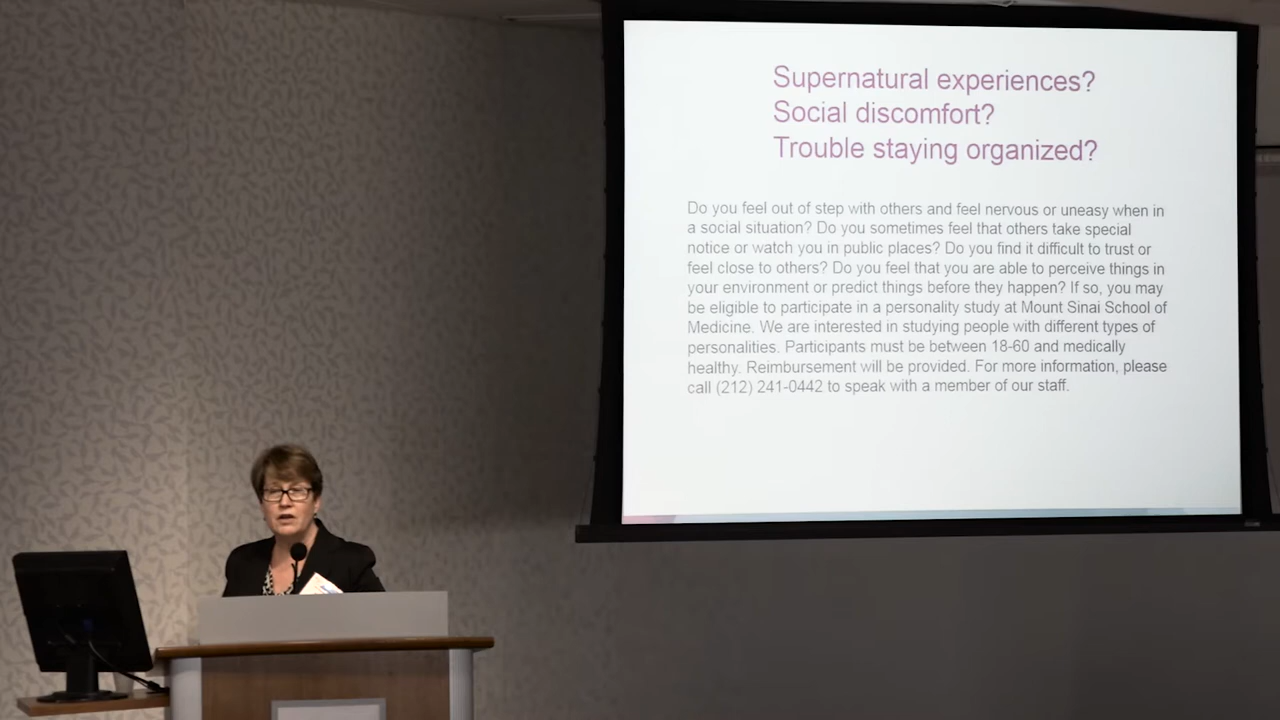 Supernatural experiences?
Social discomfort?
Trouble staying organized?
Do you feel out of step with others and feel nervous or uneasy when in
a social situation? Do you sometimes feel that others take special
notice or watch you in public places? Do you find it difficult to trust or
feel close to others? Do you feel that you are able to perceive things in
your environment or predict things before they happen? If so, you may
be eligible to participate in a personality study at Mount Sinai School of
Medicine. We are interested in studying people with different types of
personalities. Participants must be between 18-60 and medically
healthy. Reimbursement will be provided. For more information, please
call (212) 241-0442 to speak with a member of our staff.